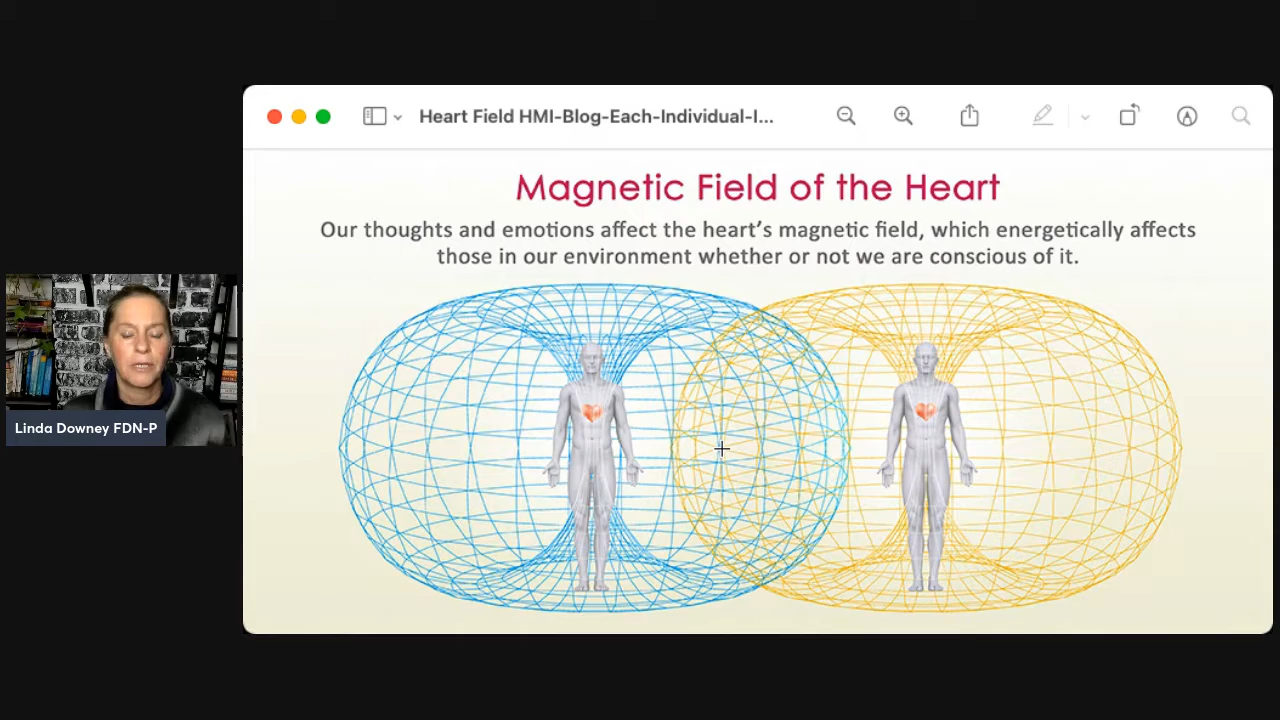 Heart Field HMI-Blog-Each-Individual-I...
Magnetic Field of the Heart
Our thoughts and emotions affect the heart's magnetic field, which energetically affects
those in our environment whether or not we are conscious of it.
Linda Downey FDN-P